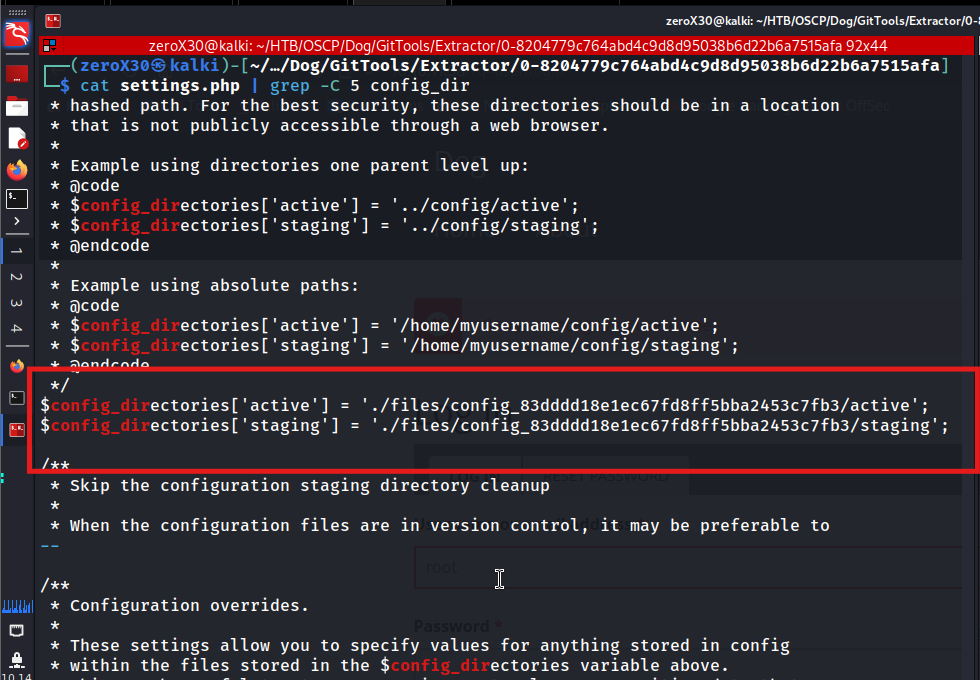 zeroX30@kalki: ~/HTB/OSCP/Dog/GitTools/Extractor/0-
zeroX30@kalki: ~/HTB/OSCP/Dog/GitTools/Extractor/0-8204779c764abd4c9d8d95038b6d22b6a7515afa 92x44
┌──(zeroX30㉿kalki)-[~/…/Dog/GitTools/Extractor/0-8204779c764abd4c9d8d95038b6d22b6a7515afa]
└─$ cat settings.php | grep -C 5 config_dir
* hashed path. For the best security, these directories should be in a location
* that is not publicly accessible through a web browser.
*
* Example using directories one parent level up:
* @code
* $config_directories['active'] = '../config/active';
* $config_directories['staging'] = '../config/staging';
* @endcode
*
* Example using absolute paths:
* @code
* $config_directories['active'] = '/home/myusername/config/active';
* $config_directories['staging'] = '/home/myusername/config/staging';
* @endcode
*/
$config_directories['active'] = './files/config_83dddd18e1ec67fd8ff5bba2453c7fb3/active';
$config_directories['staging'] = './files/config_83dddd18e1ec67fd8ff5bba2453c7fb3/staging';
/**
* Skip the configuration staging directory cleanup
*
* When the configuration files are in version control, it may be preferable to
--
/**
* Configuration overrides.
*
* These settings allow you to specify values for anything stored in config
* within the files stored in the $config_directories variable above.
OffSec
RESET PASSWORD
root
Password *
1
2
3
4
10:14